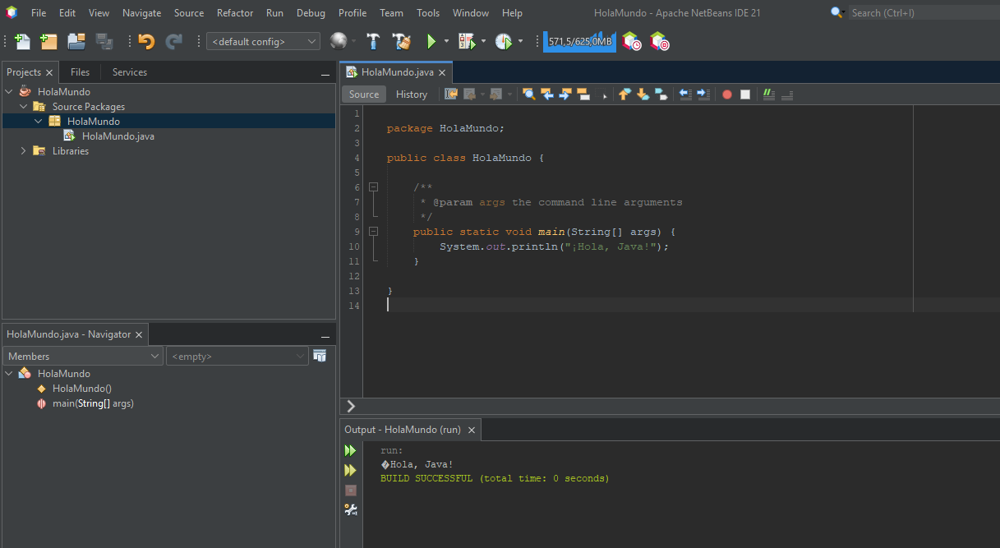 File Edit View Navigate Source Refactor Run Debug Profile Team Tools Window Help HolaMundo - Apache NetBeans IDE 21 Search (Ctrl+I)
<default config> 571,5/625,0MB
Projects Files Services
HolaMundo
Source Packages
HolaMundo
HolaMundo.java
Libraries
HolaMundo.java - Navigator
Members <empty>
HolaMundo
HolaMundo()
main(String[] args)
HolaMundo.java
Source History
1
2 package HolaMundo;
3
4 public class HolaMundo {
5
6 /**
7 * @param args the command line arguments
8 */
9 public static void main(String[] args) {
10 System.out.println("¡Hola, Java!");
11 }
12
13 }
14
Output - HolaMundo (run)
run:
�Hola, Java!
BUILD SUCCESSFUL (total time: 0 seconds)